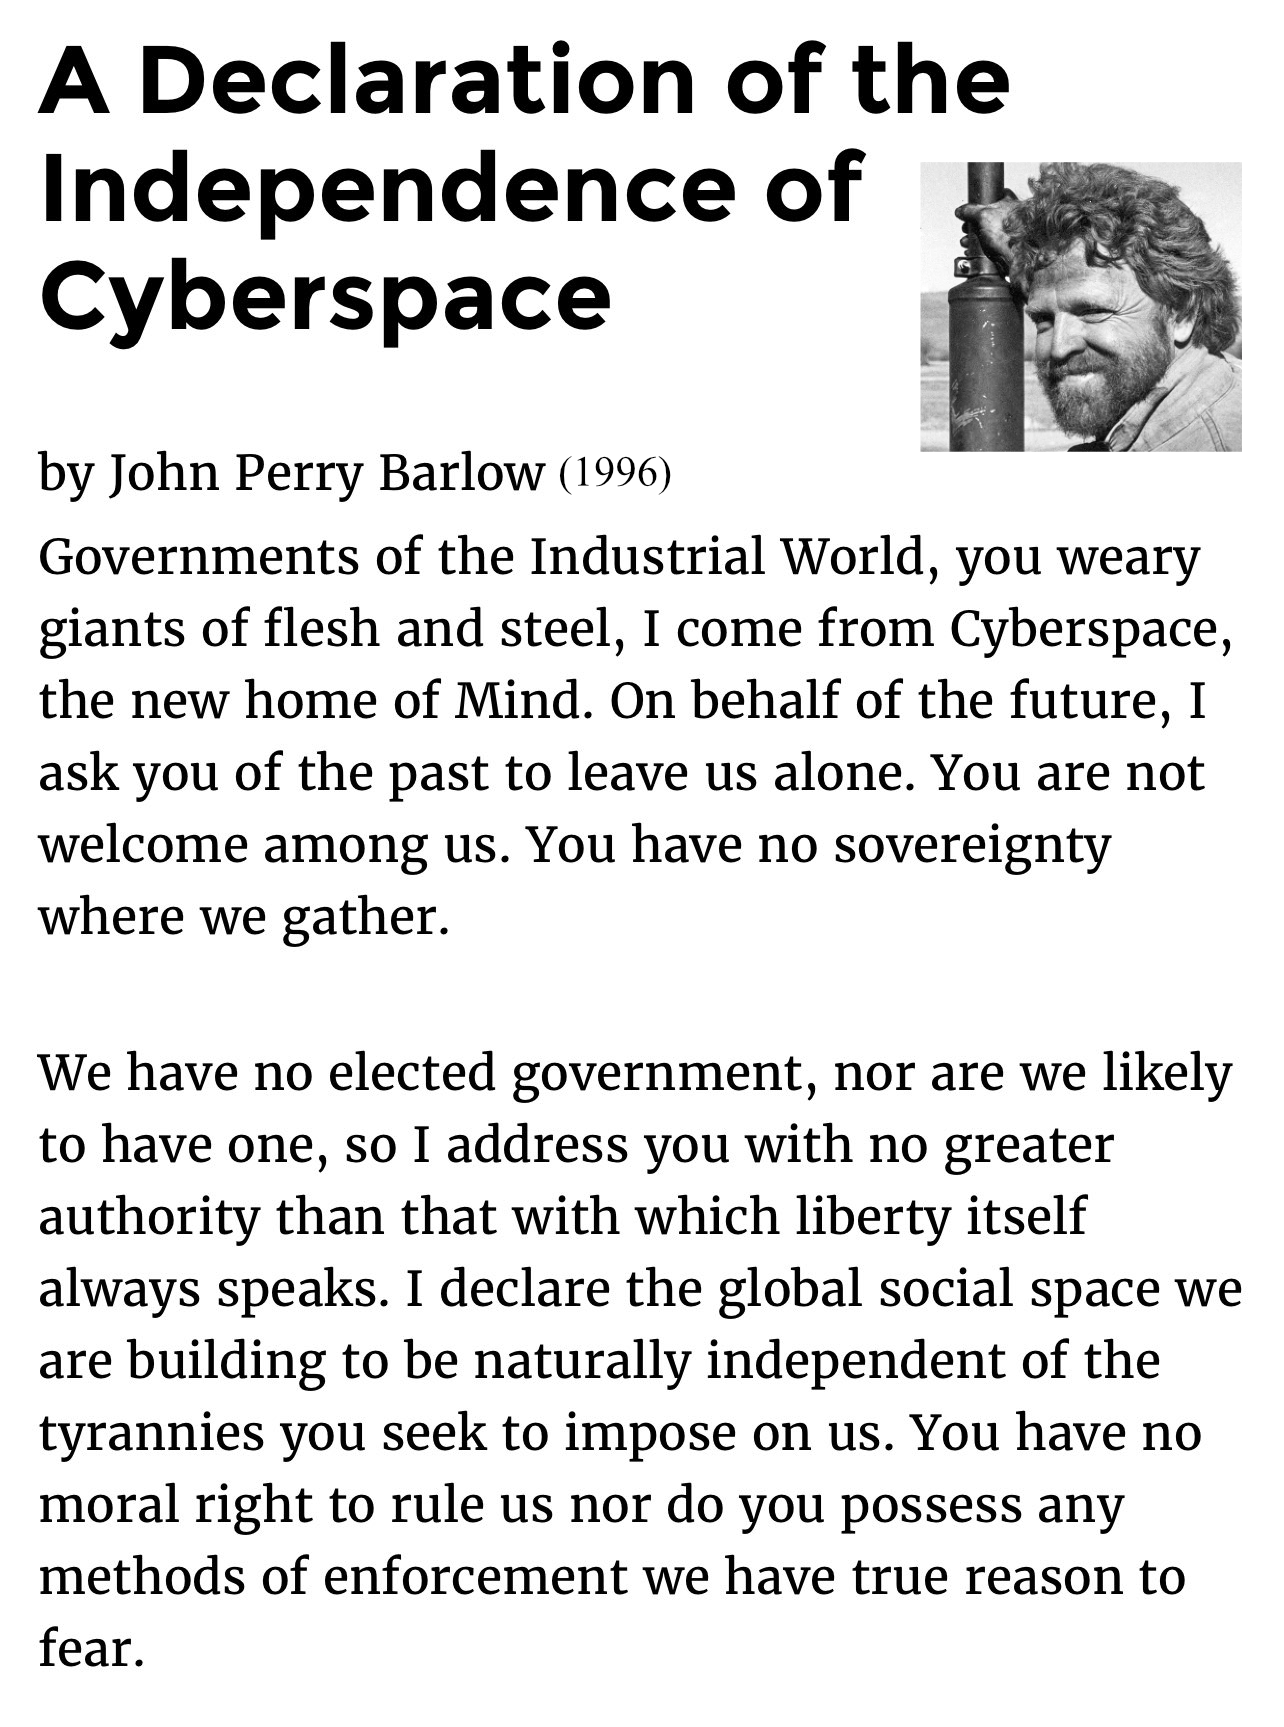 A Declaration of the
Independence of
Cyberspace
by John Perry Barlow (1996)
Governments of the Industrial World, you weary
giants of flesh and steel, I come from Cyberspace,
the new home of Mind. On behalf of the future, I
ask you of the past to leave us alone. You are not
welcome among us. You have no sovereignty
where we gather.
We have no elected government, nor are we likely
to have one, so I address you with no greater
authority than that with which liberty itself
always speaks. I declare the global social space we
are building to be naturally independent of the
tyrannies you seek to impose on us. You have no
moral right to rule us nor do you possess any
methods of enforcement we have true reason to
fear.